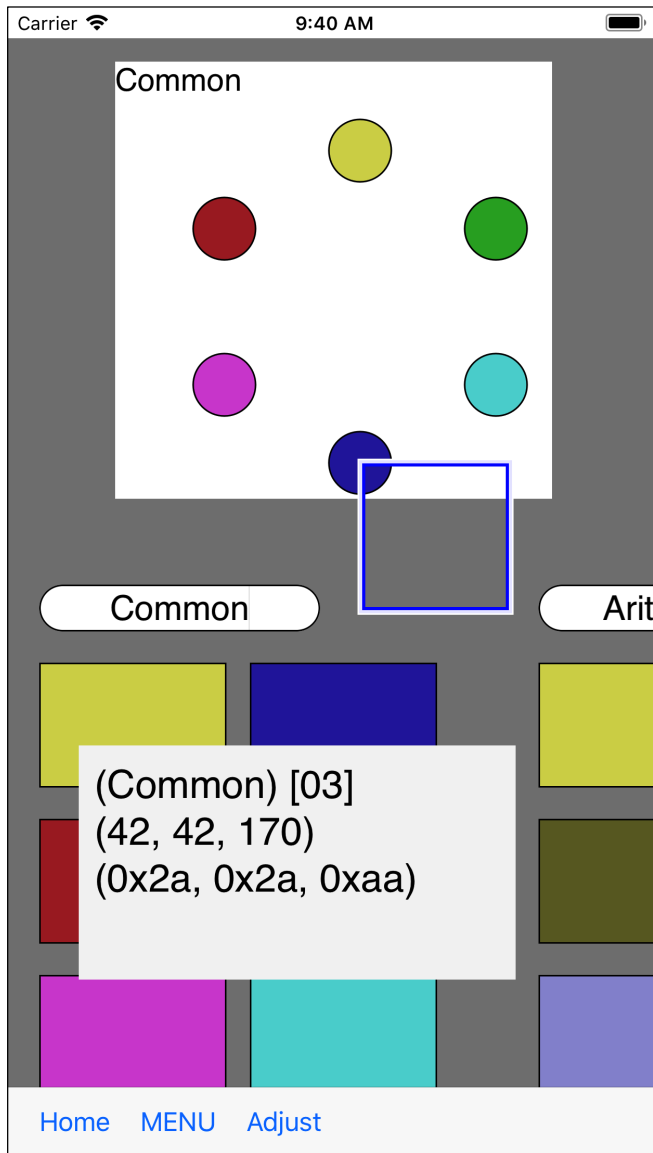 Carrier
9:40 AM
Common
Common
Arit
(Common) [03]
(42, 42, 170)
(0x2a, 0x2a, 0xaa)
Home MENU Adjust